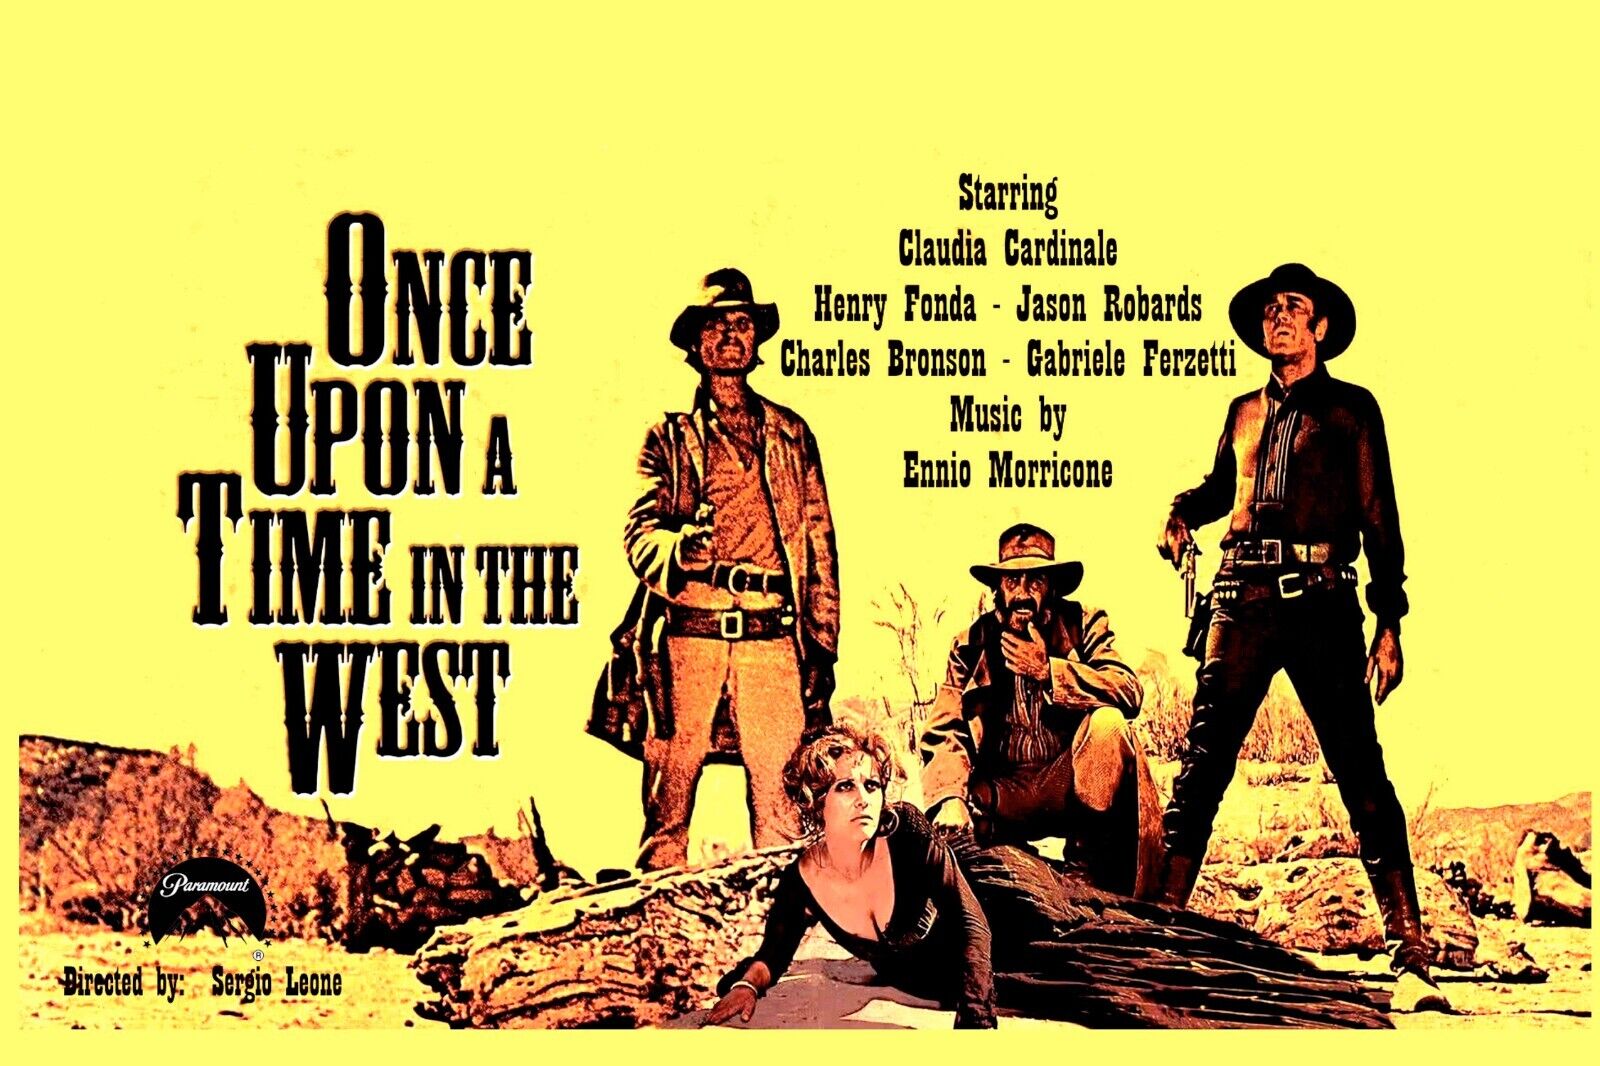 ONCE
UPON A
TIME IN THE
WEST
Starring
Claudia Cardinale
Henry Fonda - Jason Robards
Charles Bronson - Gabriele Ferzetti
Music by
Ennio Morricone
Paramount
®
Directed by: Sergio Leone